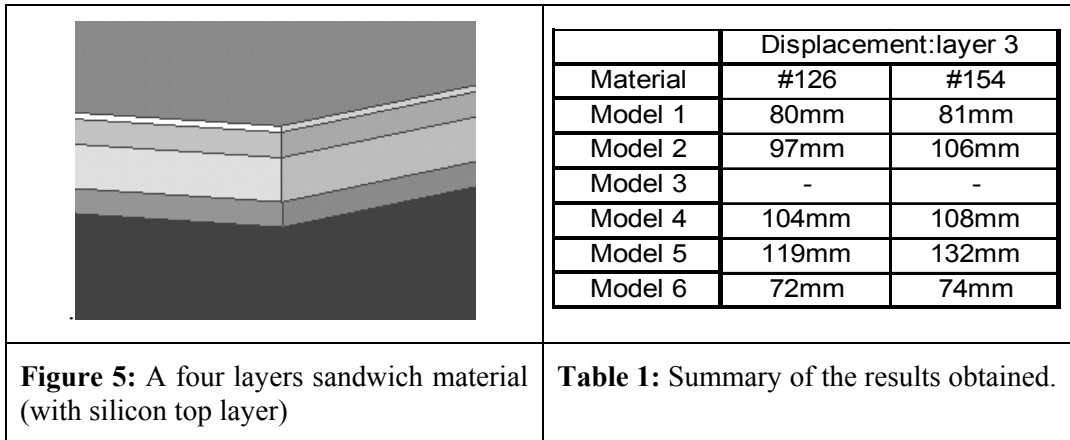 Displacement:layer 3
Material #126 #154
Model 1 80mm 81mm
Model 2 97mm 106mm
Model 3 - -
Model 4 104mm 108mm
Model 5 119mm 132mm
Model 6 72mm 74mm
Figure 5: A four layers sandwich material
(with silicon top layer)
Table 1: Summary of the results obtained.